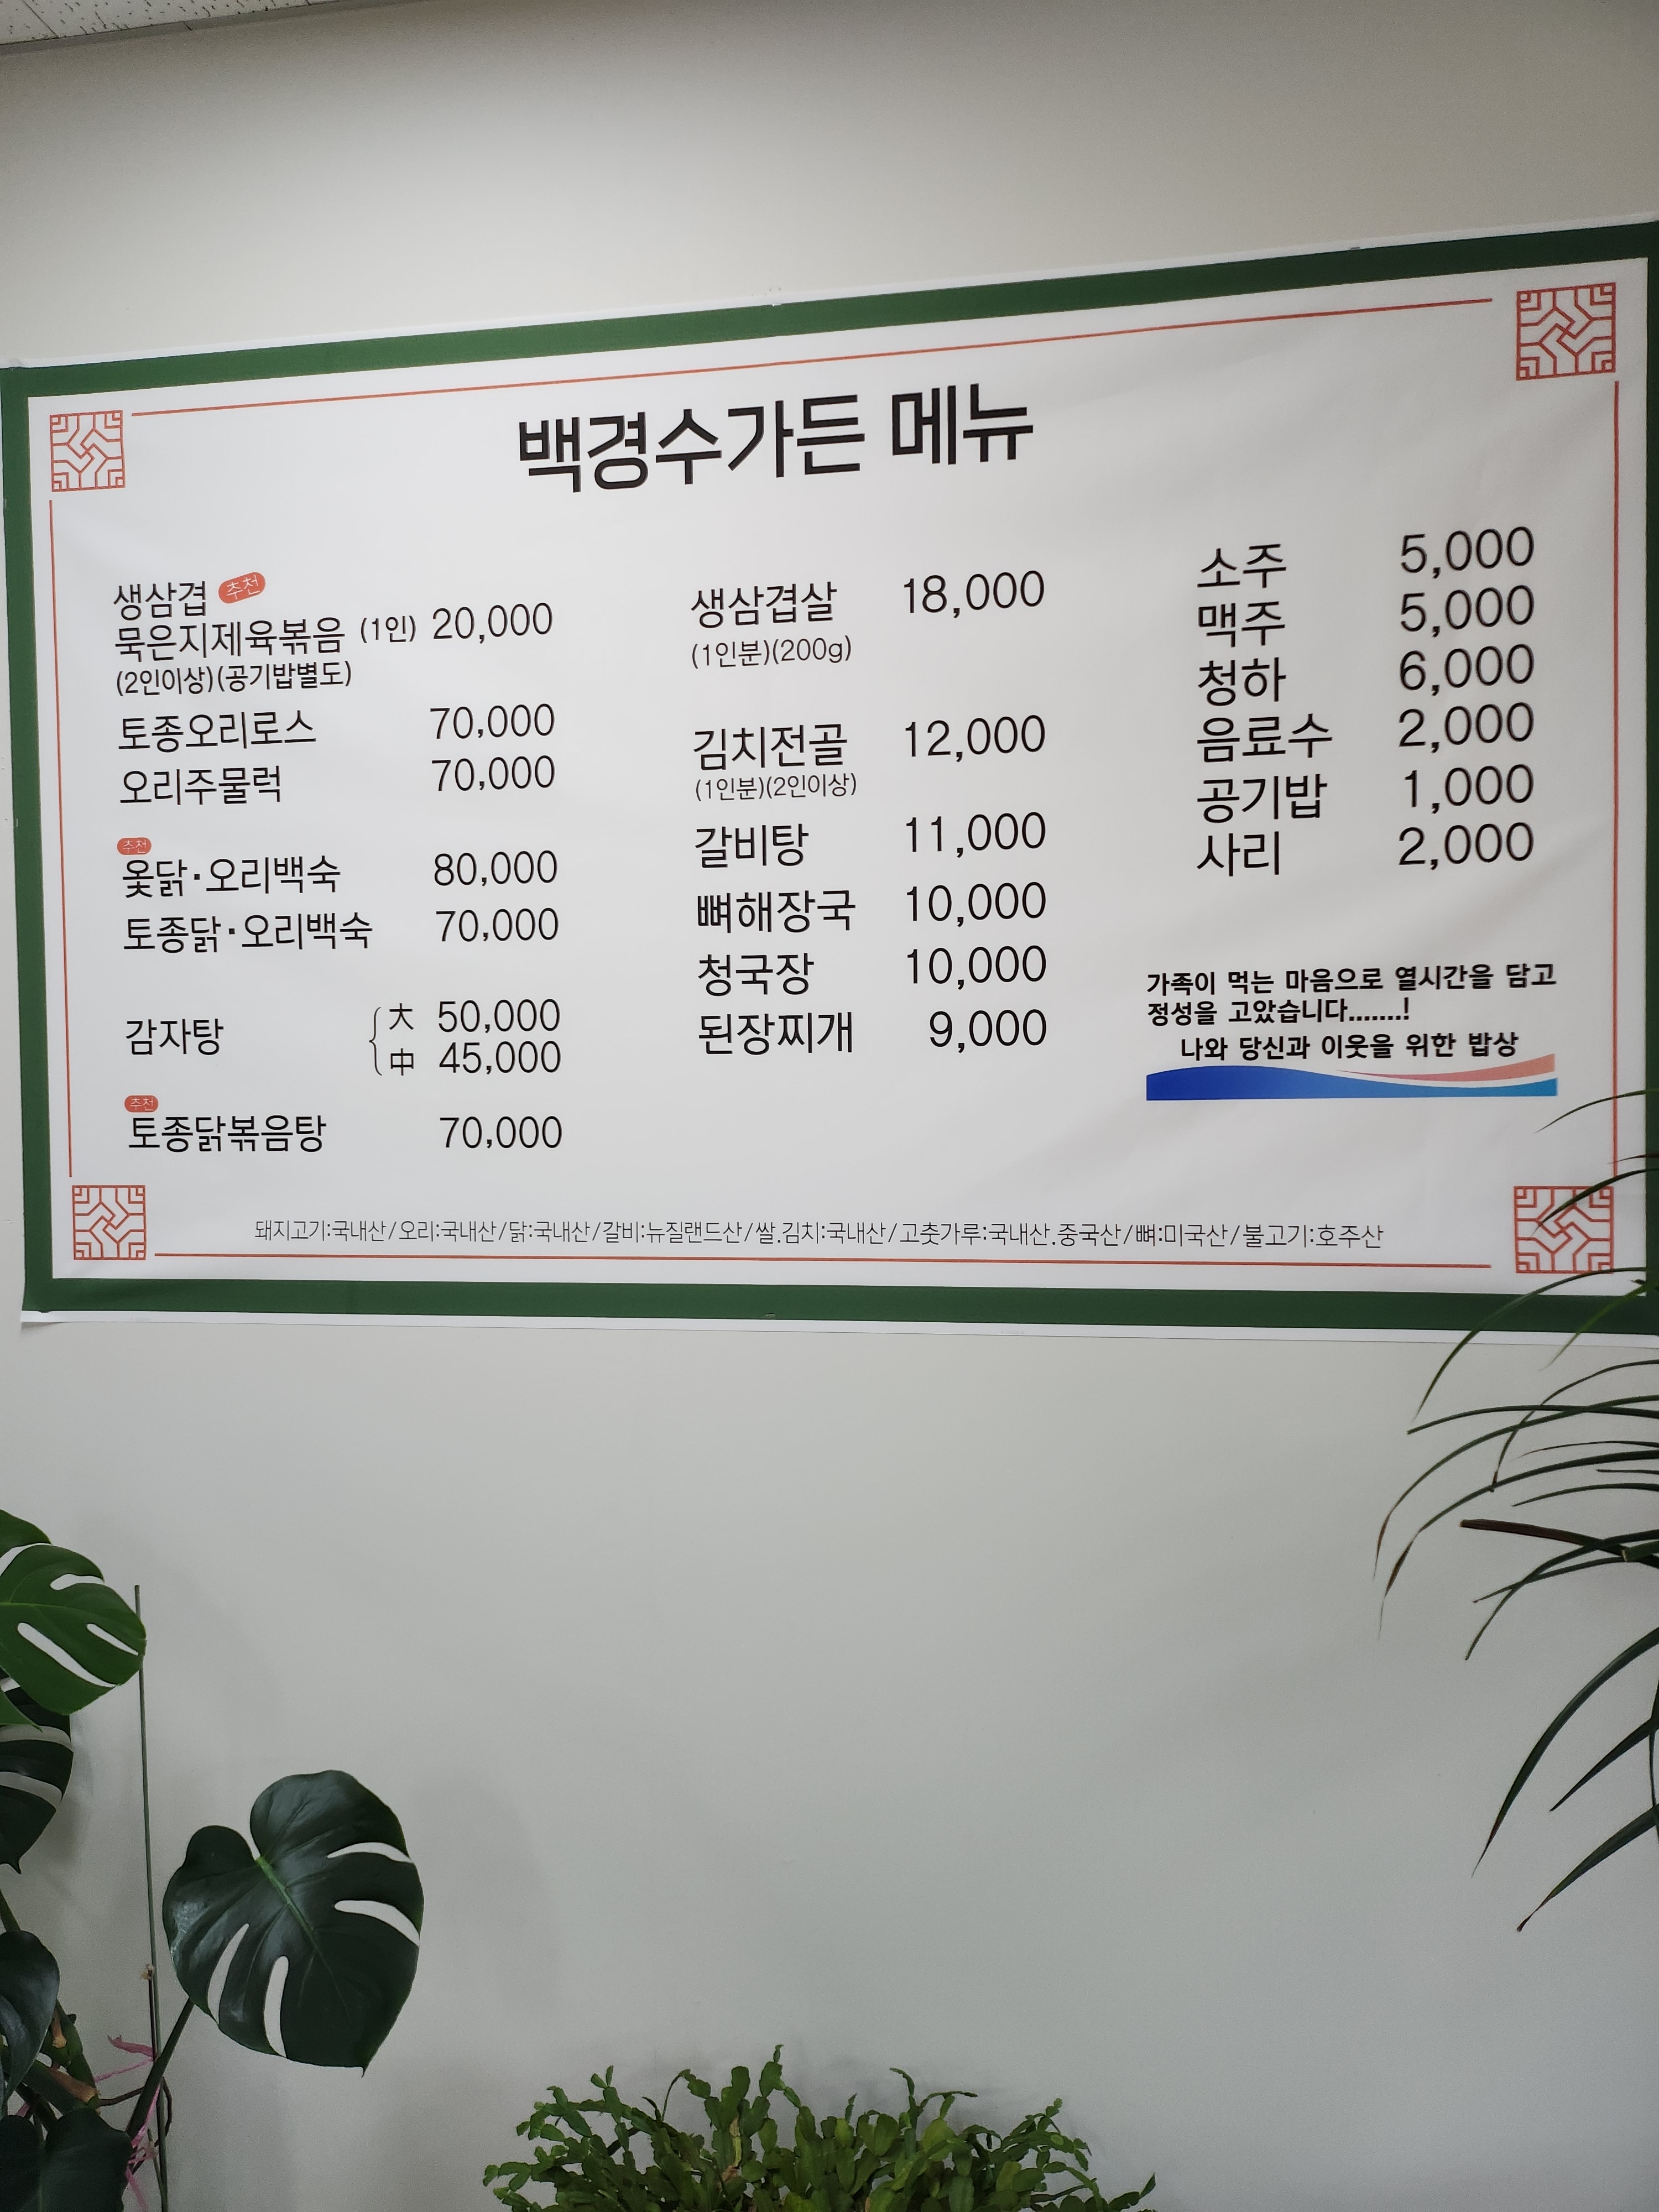 백경수가든 메뉴
생삼겹 추천
묵은지제육볶음 (1인) 20,000
(2인이상)(공기밥별도)
토종오리로스 70,000
오리주물럭 70,000
추천
옻닭·오리백숙 80,000
토종닭·오리백숙 70,000
감자탕 大 50,000
中 45,000
추천
토종닭볶음탕 70,000
생삼겹살 18,000
(1인분)(200g)
김치전골 12,000
(1인분)(2인이상)
갈비탕 11,000
뼈해장국 10,000
청국장 10,000
된장찌개 9,000
소주 5,000
맥주 5,000
청하 6,000
음료수 2,000
공기밥 1,000
사리 2,000
가족이 먹는 마음으로 열시간을 담고
정성을 고았습니다.......!
나와 당신과 이웃을 위한 밥상
돼지고기:국내산/오리:국내산/닭:국내산/갈비:뉴질랜드산/쌀.김치:국내산/고춧가루:국내산.중국산/뼈:미국산/불고기:호주산